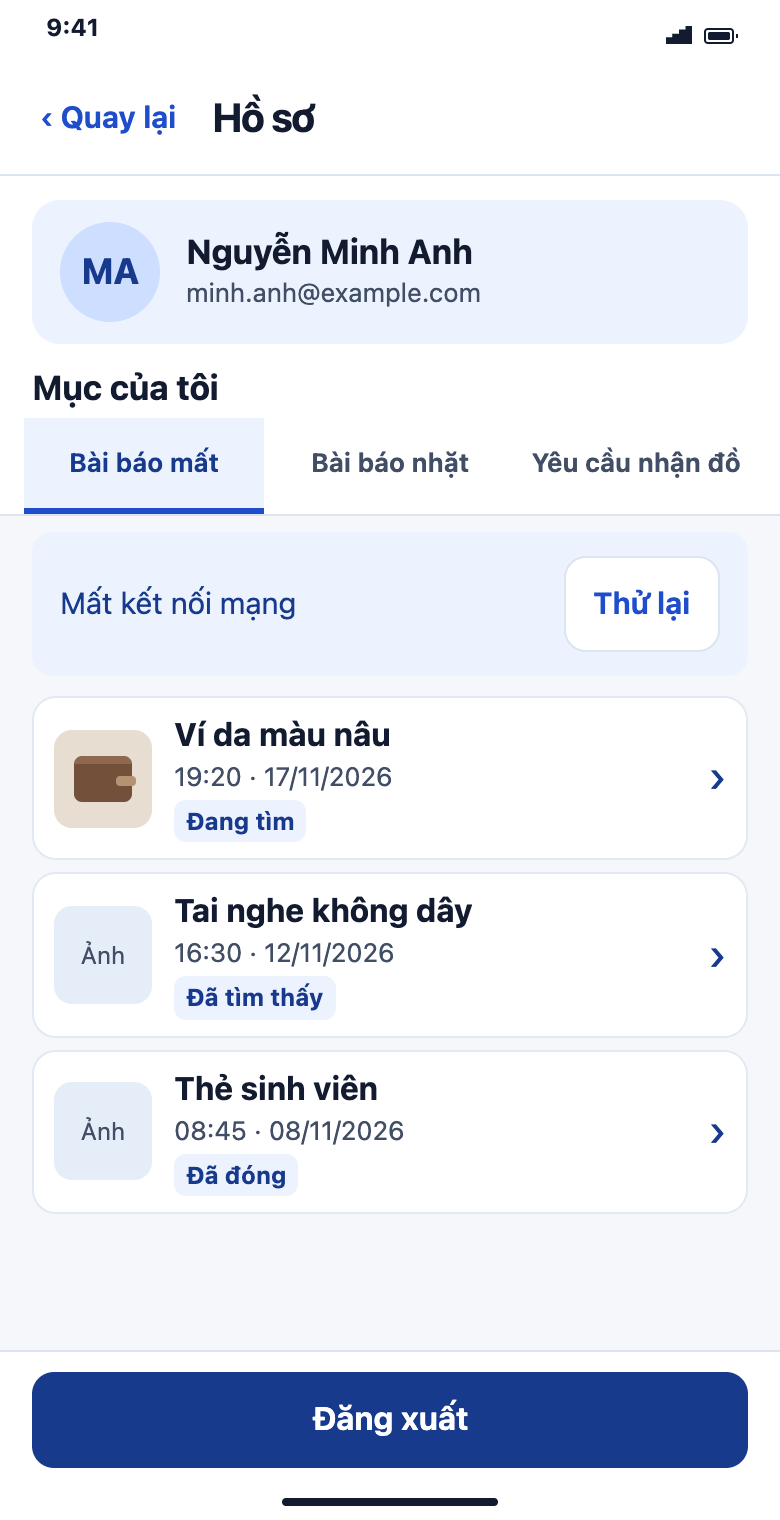 9:41
‹ Quay lại
Hồ sơ
MA
Nguyễn Minh Anh
minh.anh@example.com
Mục của tôi
Bài báo mất
Bài báo nhặt
Yêu cầu nhận đồ
Mất kết nối mạng
Thử lại
Ví da màu nâu
19:20 · 17/11/2026
Đang tìm
Ảnh
Tai nghe không dây
16:30 · 12/11/2026
Đã tìm thấy
Ảnh
Thẻ sinh viên
08:45 · 08/11/2026
Đã đóng
Đăng xuất